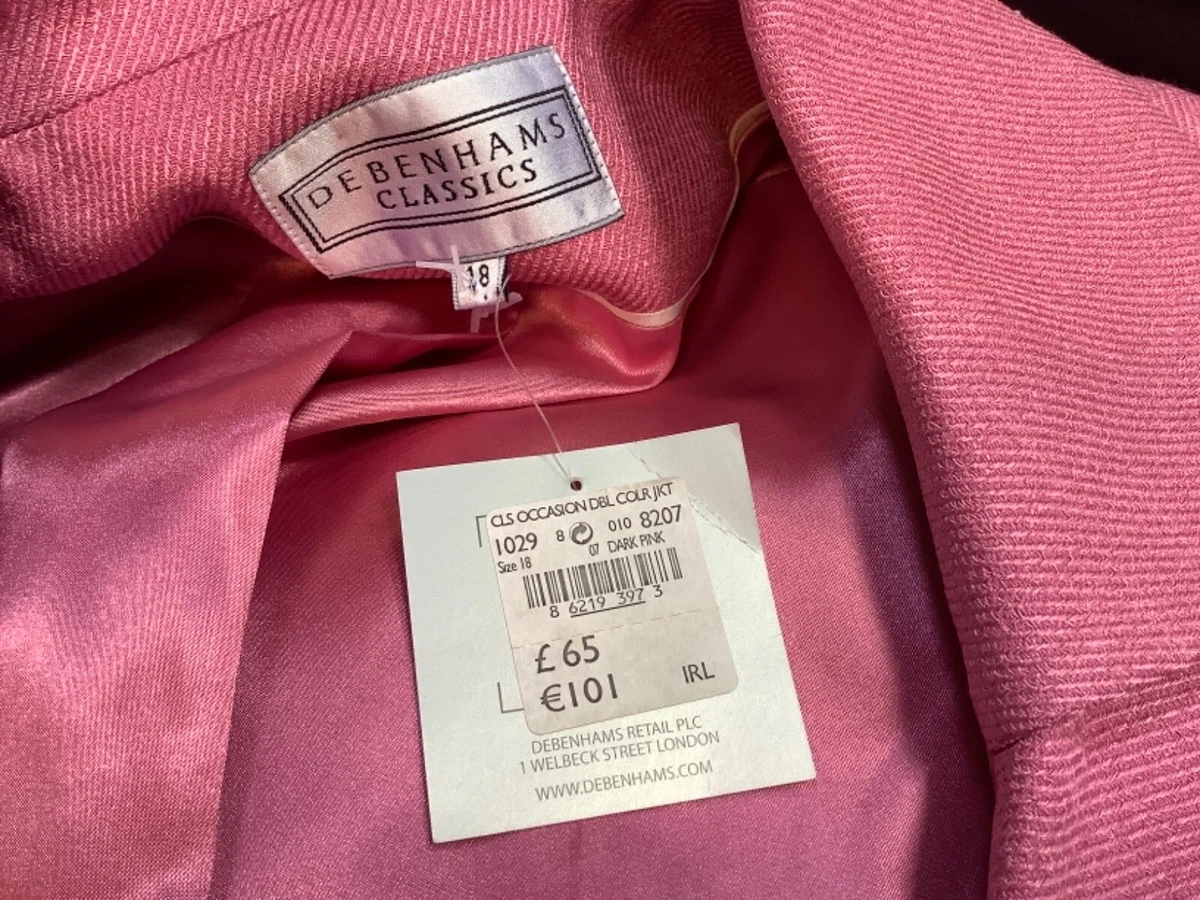 DEBENHAMS
CLASSICS
18
CLS OCCASION DBL COLR JKT
1029 8 010 8207
07 DARK PINK
Size 18
8 6219 397 3
£65
€101 IRL
DEBENHAMS RETAIL PLC
1 WELBECK STREET LONDON
WWW.DEBENHAMS.COM